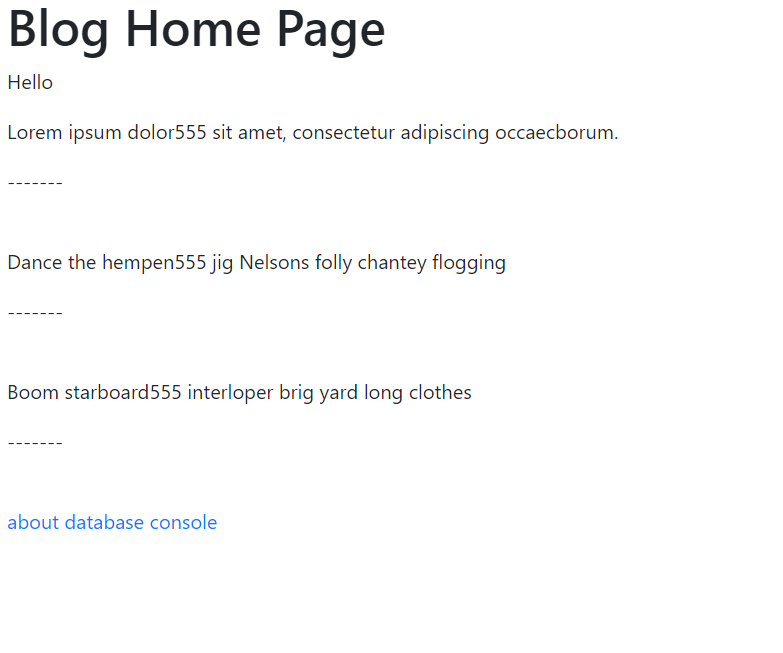 Blog Home Page
Hello
Lorem ipsum dolor555 sit amet, consectetur adipiscing occaecborum.
-------
Dance the hempen555 jig Nelsons folly chantey flogging
-------
Boom starboard555 interloper brig yard long clothes
-------
about database console